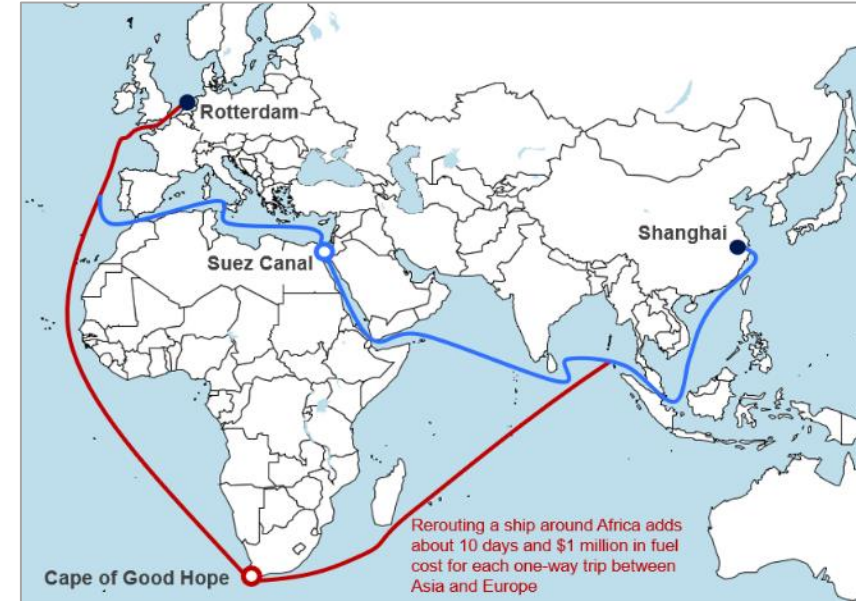 Rotterdam
Shanghai
Suez Canal
Rerouting a ship around Africa adds
about 10 days and $1 million in fuel
cost for each one-way trip between
Asia and Europe
Cape of Good Hope